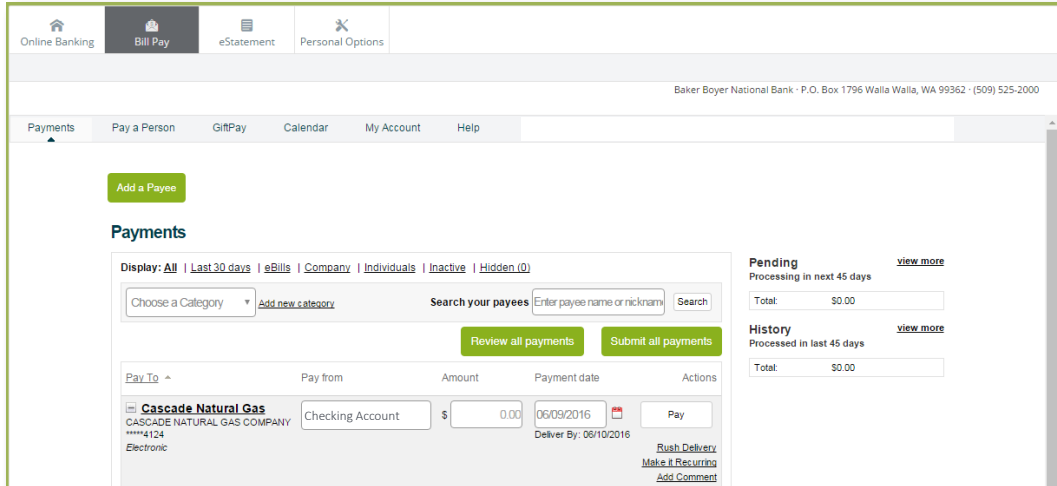 Online Banking
Bill Pay
eStatement
Personal Options
Baker Boyer National Bank · P.O. Box 1796 Walla Walla, WA 99362 · (509) 525-2000
Payments Pay a Person GiftPay Calendar My Account Help
Add a Payee
Payments
Display: All | Last 30 days | eBills | Company | Individuals | Inactive | Hidden (0)
Choose a Category Add new category Search your payees Enter payee name or nicknam Search
Review all payments Submit all payments
Pay To Pay from Amount Payment date Actions
Cascade Natural Gas
CASCADE NATURAL GAS COMPANY
*****4124
Electronic
Checking Account
$ 0.00
06/09/2016
Deliver By: 06/10/2016
Pay
Rush Delivery
Make it Recurring
Add Comment
Pending view more
Processing in next 45 days
Total: $0.00
History view more
Processed in last 45 days
Total: $0.00